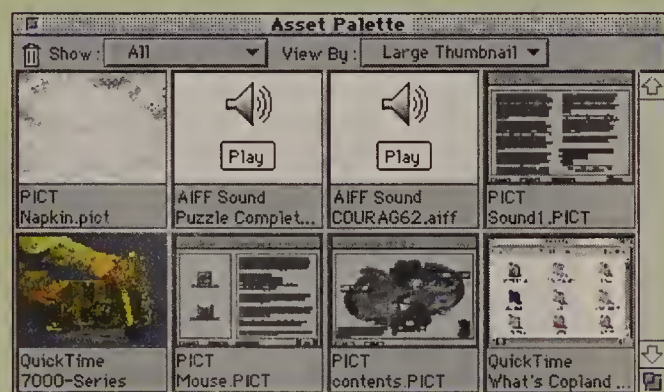 Asset Palette
Show: All View By: Large Thumbnail
Play Play
PICT AIFF Sound AIFF Sound PICT
Napkin.pict Puzzle Complet... COURAG62.aiff Sound1.PICT
QuickTime PICT PICT QuickTime
7000-Series Mouse.PICT contents.PICT What's Copland ...